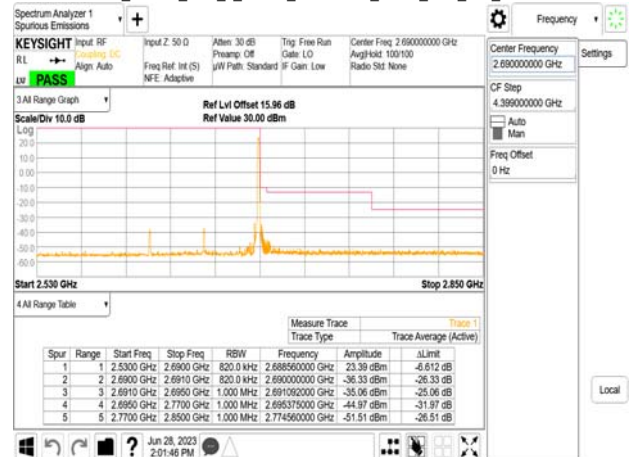 Spectrum Analyzer 1
Spurious Emissions
Frequency
KEYSIGHT
Input: RF
Coupling: DC
Align: Auto
Input Z: 50 Ω
Freq Ref: Int (S)
NFE: Adaptive
Atten: 30 dB
Preamp: Off
µW Path: Standard
Trig: Free Run
Gate: LO
IF Gain: Low
Center Freq: 2.690000000 GHz
Avg|Hold: 100/100
Radio Std: None
RL
LU PASS
Center Frequency
2.690000000 GHz
Settings
CF Step
4.399000000 GHz
Auto
Man
Freq Offset
0 Hz
Local
3 All Range Graph
Scale/Div 10.0 dB
Ref Lvl Offset 15.96 dB
Ref Value 30.00 dBm
Log
20.0
10.0
0.00
-10.0
-20.0
-30.0
-40.0
-50.0
-60.0
Start 2.530 GHz
Stop 2.850 GHz
4 All Range Table
Measure Trace Trace 1
Trace Type Trace Average (Active)
Spur Range Start Freq Stop Freq RBW Frequency Amplitude ΔLimit
1 1 2.5300 GHz 2.6900 GHz 820.0 kHz 2.688560000 GHz 23.39 dBm -6.612 dB
2 2 2.6900 GHz 2.6910 GHz 820.0 kHz 2.690000000 GHz -36.33 dBm -26.33 dB
3 3 2.6910 GHz 2.6950 GHz 1.000 MHz 2.691092000 GHz -35.06 dBm -25.06 dB
4 4 2.6950 GHz 2.7700 GHz 1.000 MHz 2.695375000 GHz -44.97 dBm -31.97 dB
5 5 2.7700 GHz 2.8500 GHz 1.000 MHz 2.774560000 GHz -51.51 dBm -26.51 dB
Jun 28, 2023
2:01:46 PM